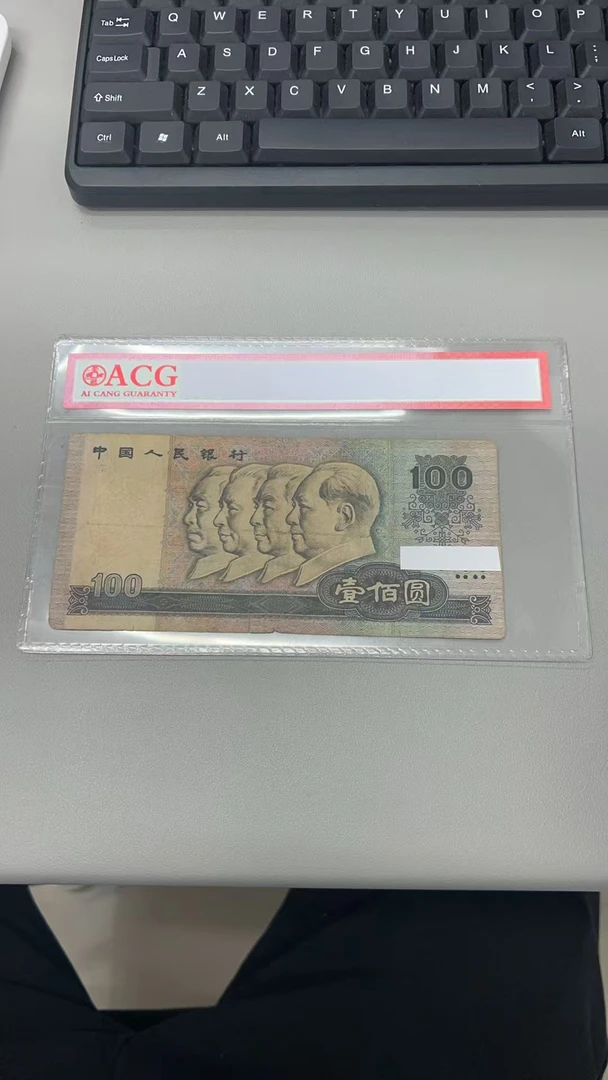 Tab Q W E R T Y U I O P
Caps Lock A S D F G H J K L : ;
Shift Z X C V B N M < , > .
Ctrl Alt Alt
ACG
AI CANG GUARANTY
中国人民银行
100
100
壹佰圆